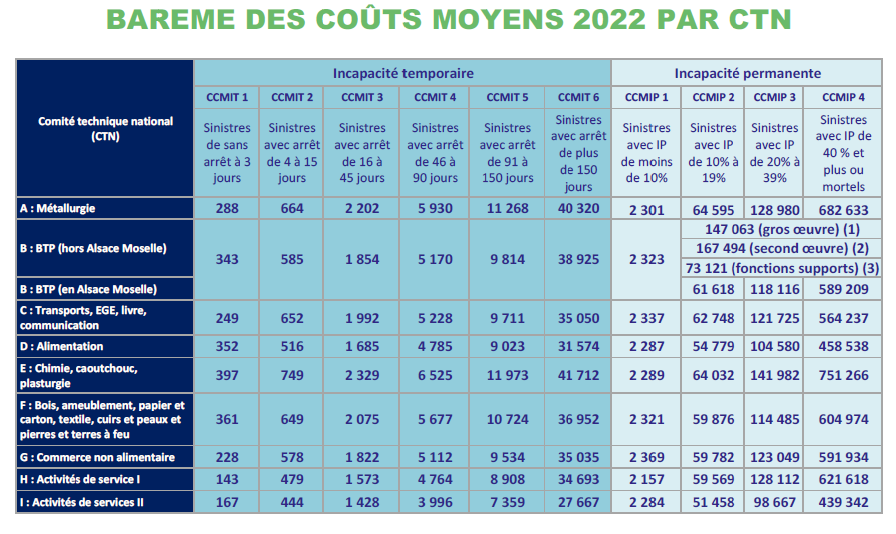 BAREME DES COÛTS MOYENS 2022 PAR CTN
Comité technique national
(CTN)
Incapacité temporaire
Incapacité permanente
CCMIT 1 CCMIT 2 CCMIT 3 CCMIT 4 CCMIT 5 CCMIT 6 CCMIP 1 CCMIP 2 CCMIP 3 CCMIP 4
Sinistres
de sans
arrêt à 3
jours
Sinistres
avec arrêt
de 4 à 15
jours
Sinistres
avec arrêt
de 16 à
45 jours
Sinistres
avec arrêt
de 46 à
90 jours
Sinistres
avec arrêt
de 91 à
150 jours
Sinistres
avec arrêt
de plus
de 150
jours
Sinistres
avec IP
de moins
de 10%
Sinistres
avec IP
de 10% à
19%
Sinistres
avec IP
de 20% à
39%
Sinistres
avec IP de
40 % et
plus ou
mortels
A : Métallurgie 288 664 2 202 5 930 11 268 40 320 2 301 64 595 128 980 682 633
B : BTP (hors Alsace Moselle) 343 585 1 854 5 170 9 814 38 925 2 323
147 063 (gros œuvre) (1)
167 494 (second œuvre) (2)
73 121 (fonctions supports) (3)
B : BTP (en Alsace Moselle) 61 618 118 116 589 209
C : Transports, EGE, livre,
communication
249 652 1 992 5 228 9 711 35 050 2 337 62 748 121 725 564 237
D : Alimentation 352 516 1 685 4 785 9 023 31 574 2 287 54 779 104 580 458 538
E : Chimie, caoutchouc,
plasturgie
397 749 2 329 6 525 11 973 41 712 2 289 64 032 141 982 751 266
F : Bois, ameublement, papier et
carton, textile, cuirs et peaux et
pierres et terres à feu
361 649 2 075 5 677 10 724 36 952 2 321 59 876 114 485 604 974
G : Commerce non alimentaire 228 578 1 822 5 112 9 534 35 035 2 369 59 782 123 049 591 934
H : Activités de service I 143 479 1 573 4 764 8 908 34 693 2 157 59 569 128 112 621 618
I : Activités de services II 167 444 1 428 3 996 7 359 27 667 2 284 51 458 98 667 439 342